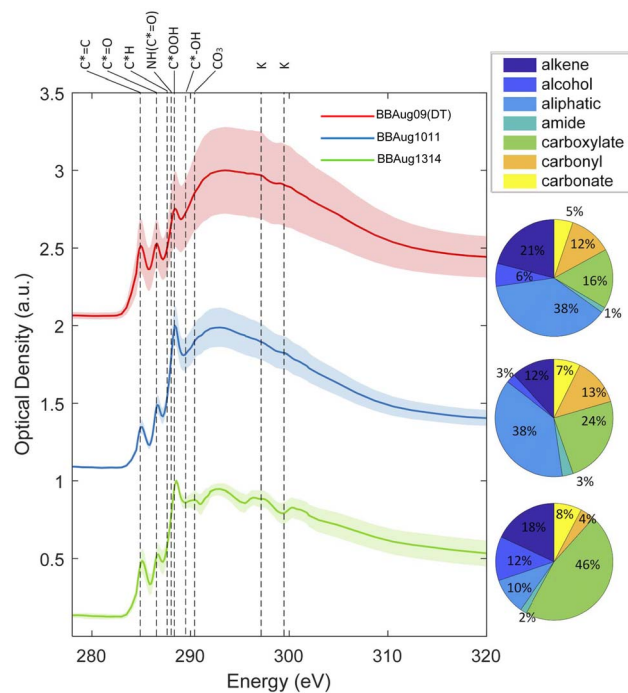 C*=C
C*=O
C*H
NH(C*=O)
C*OOH
C*-OH
CO₃
K
K
3.5
3
2.5
2
1.5
1
0.5
Optical Density (a.u.)
280
290
300
310
320
Energy (eV)
BBAug09(DT)
BBAug1011
BBAug1314
alkene
alcohol
aliphatic
amide
carboxylate
carbonyl
carbonate
5%
21%
12%
6%
16%
38%
1%
3%
12%
7%
13%
38%
24%
3%
8%
4%
18%
12%
46%
10%
2%